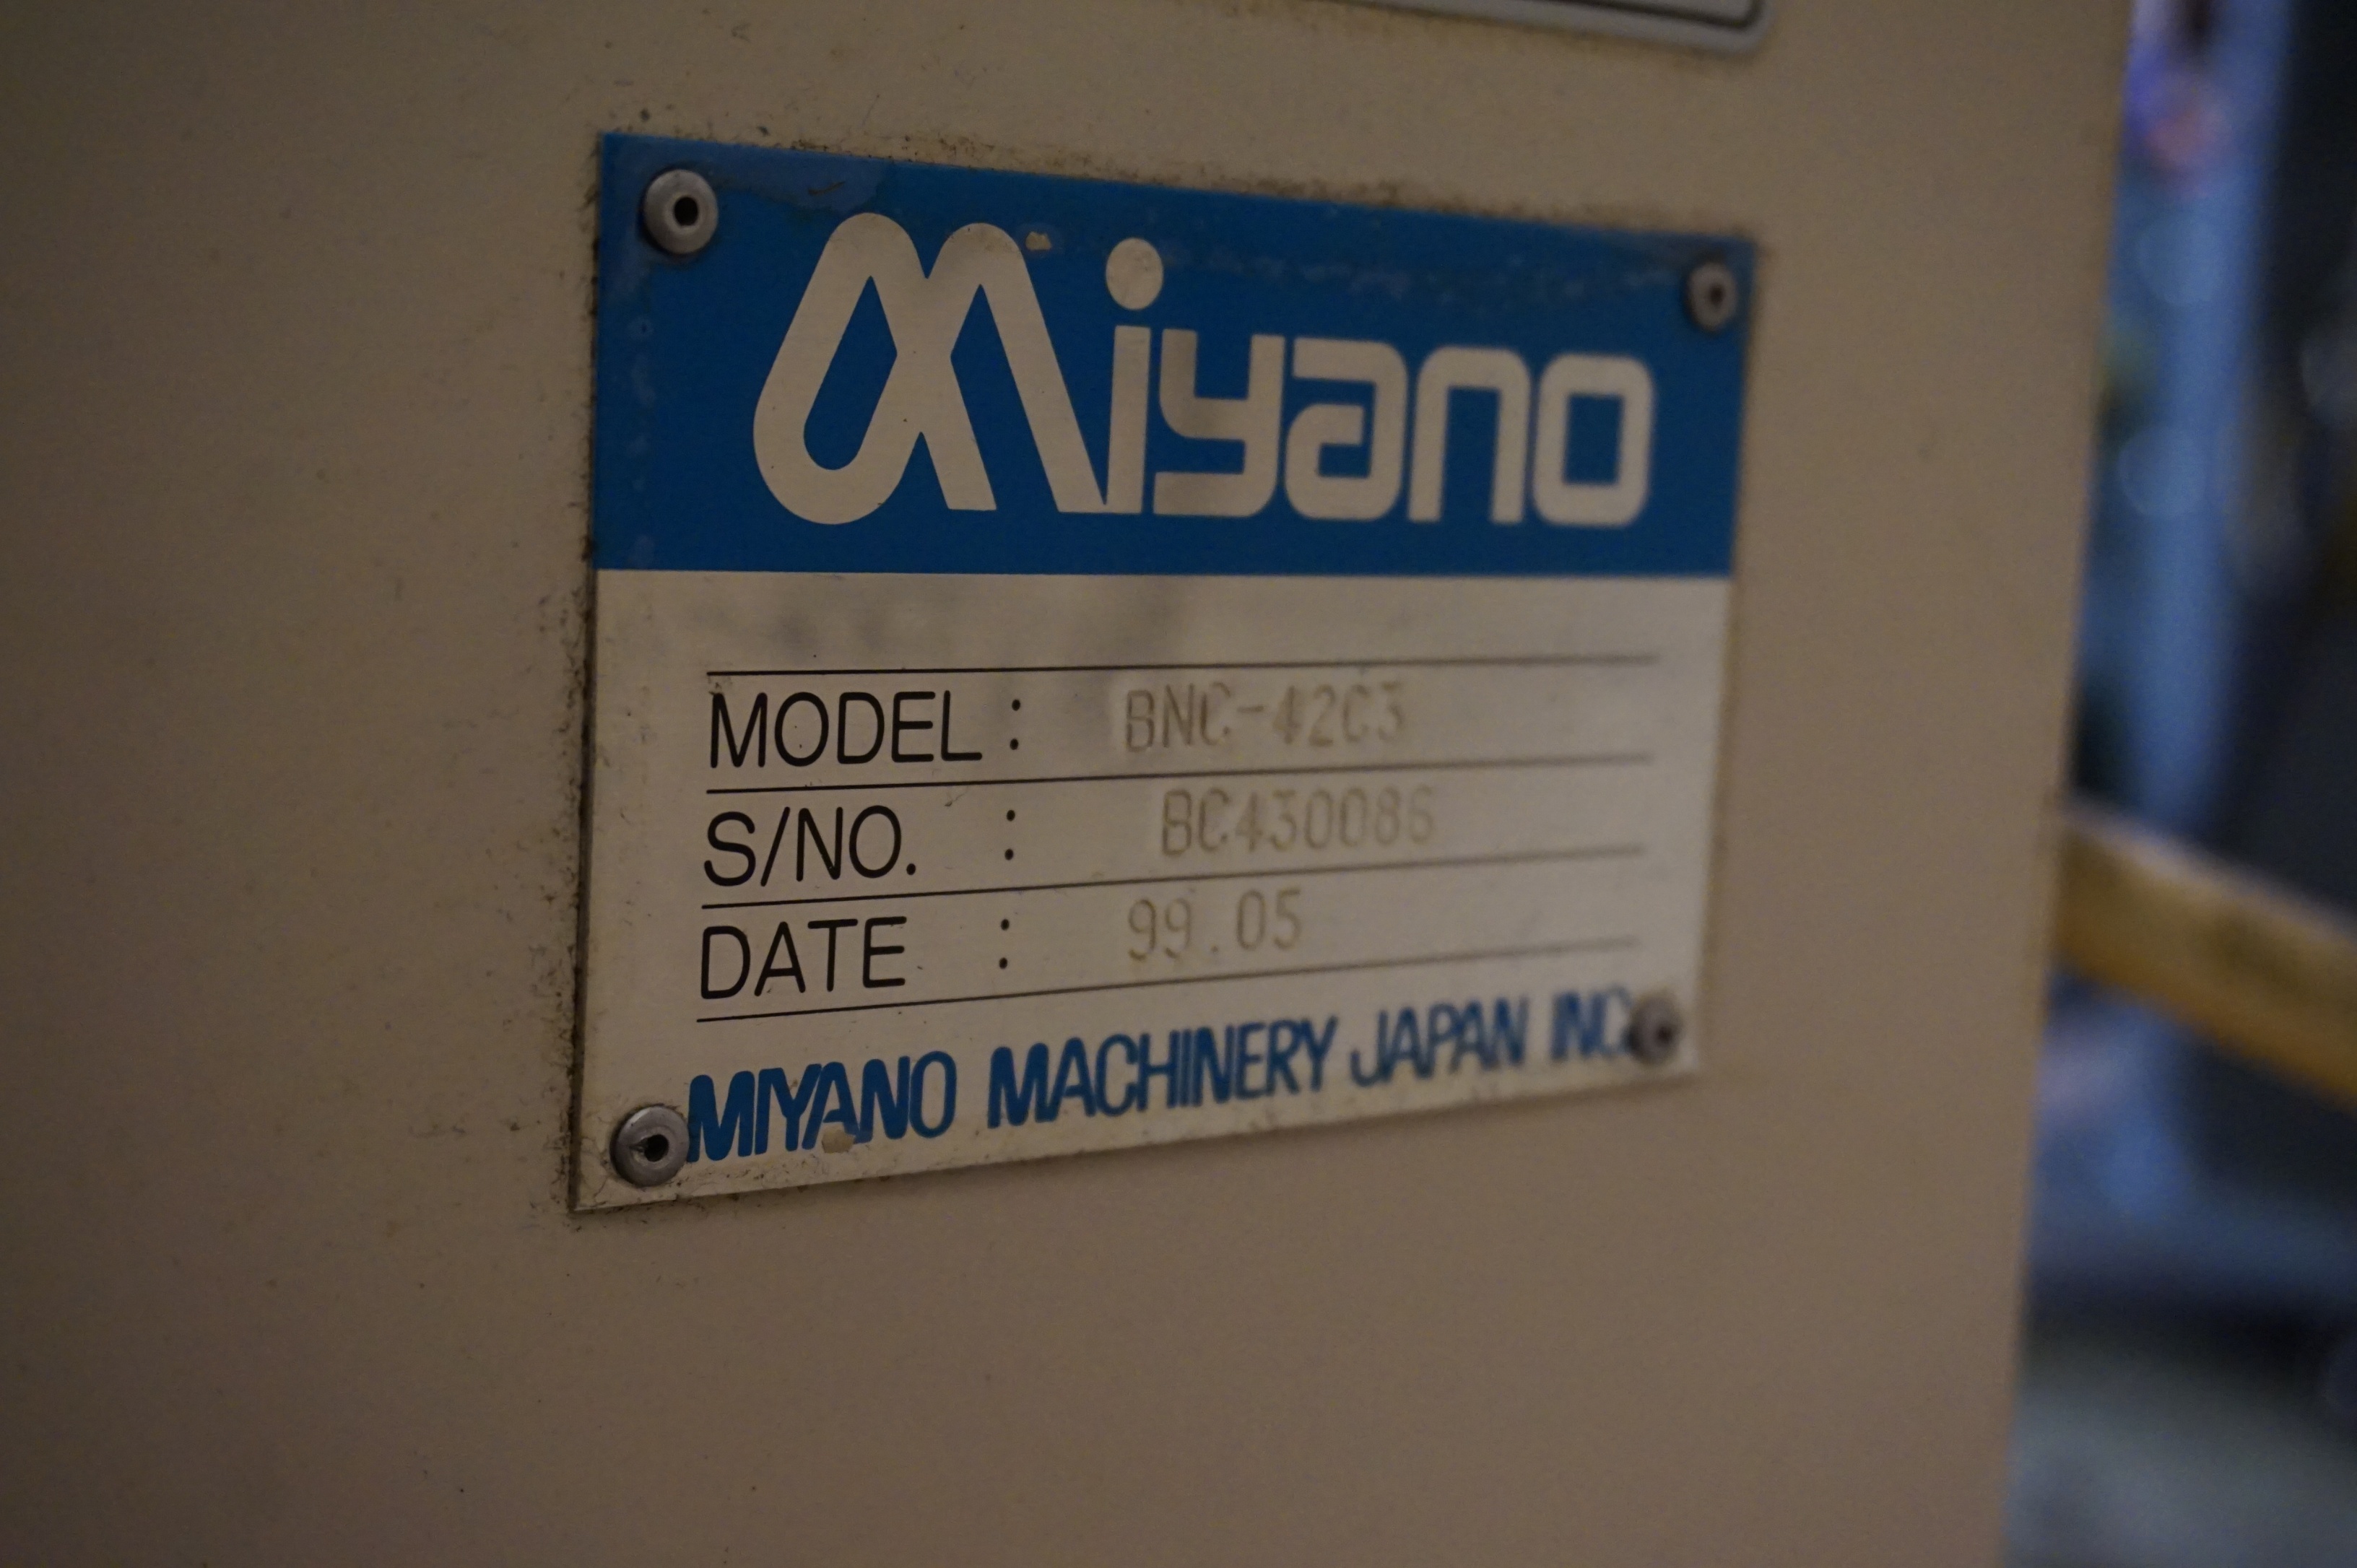 Miyano
MODEL : BNC-42C3
S/NO. : BC430086
DATE : 99.05
MIYANO MACHINERY JAPAN INC